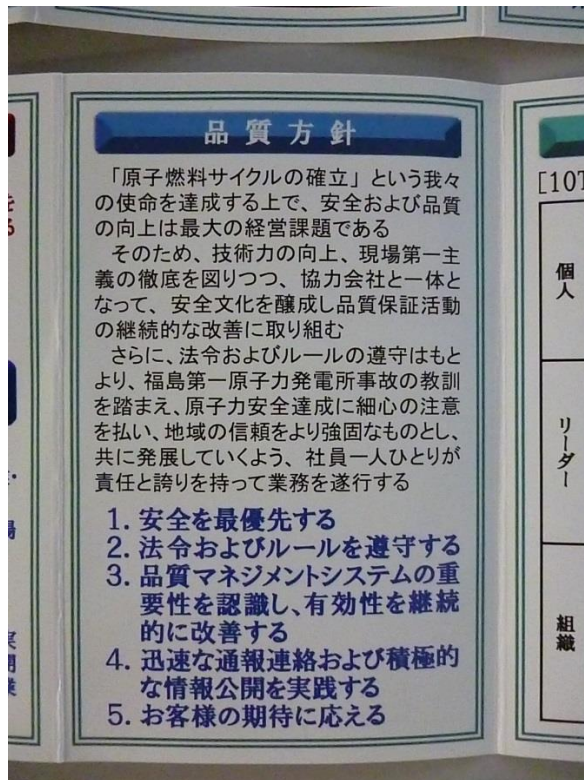 品質方針
「原子燃料サイクルの確立」という我々
の使命を達成する上で、安全および品質
の向上は最大の経営課題である
そのため、技術力の向上、現場第一主
義の徹底を図りつつ、協力会社と一体と
なって、安全文化を醸成し品質保証活動
の継続的な改善に取り組む
さらに、法令およびルールの遵守はもと
より、福島第一原子力発電所事故の教訓
を踏まえ、原子力安全達成に細心の注意
を払い、地域の信頼をより強固なものとし、
共に発展していくよう、社員一人ひとりが
責任と誇りを持って業務を遂行する
1. 安全を最優先する
2. 法令およびルールを遵守する
3. 品質マネジメントシステムの重
要性を認識し、有効性を継続
的に改善する
4. 迅速な通報連絡および積極的
な情報公開を実践する
5. お客様の期待に応える
[10
個人
リーダー
組織